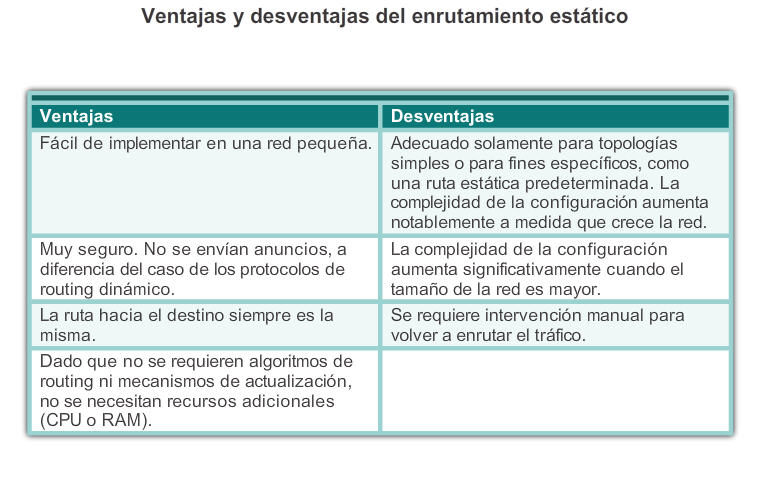 Ventajas y desventajas del enrutamiento estático
Ventajas
Desventajas
Fácil de implementar en una red pequeña.
Adecuado solamente para topologías
simples o para fines específicos, como
una ruta estática predeterminada. La
complejidad de la configuración aumenta
notablemente a medida que crece la red.
Muy seguro. No se envían anuncios, a
diferencia del caso de los protocolos de
routing dinámico.
La complejidad de la configuración
aumenta significativamente cuando el
tamaño de la red es mayor.
La ruta hacia el destino siempre es la
misma.
Se requiere intervención manual para
volver a enrutar el tráfico.
Dado que no se requieren algoritmos de
routing ni mecanismos de actualización,
no se necesitan recursos adicionales
(CPU o RAM).